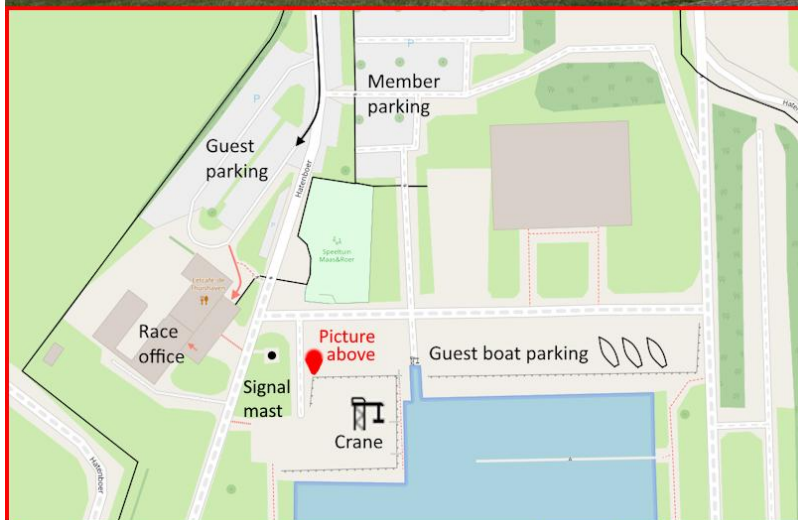 P
Member
parking
P
Guest
parking
Hatenboer
Hatenboer
Speeltuin
Maas&Roer
Race
office
Picture
above
Guest boat parking
Signal
mast
Crane
Hatenboer